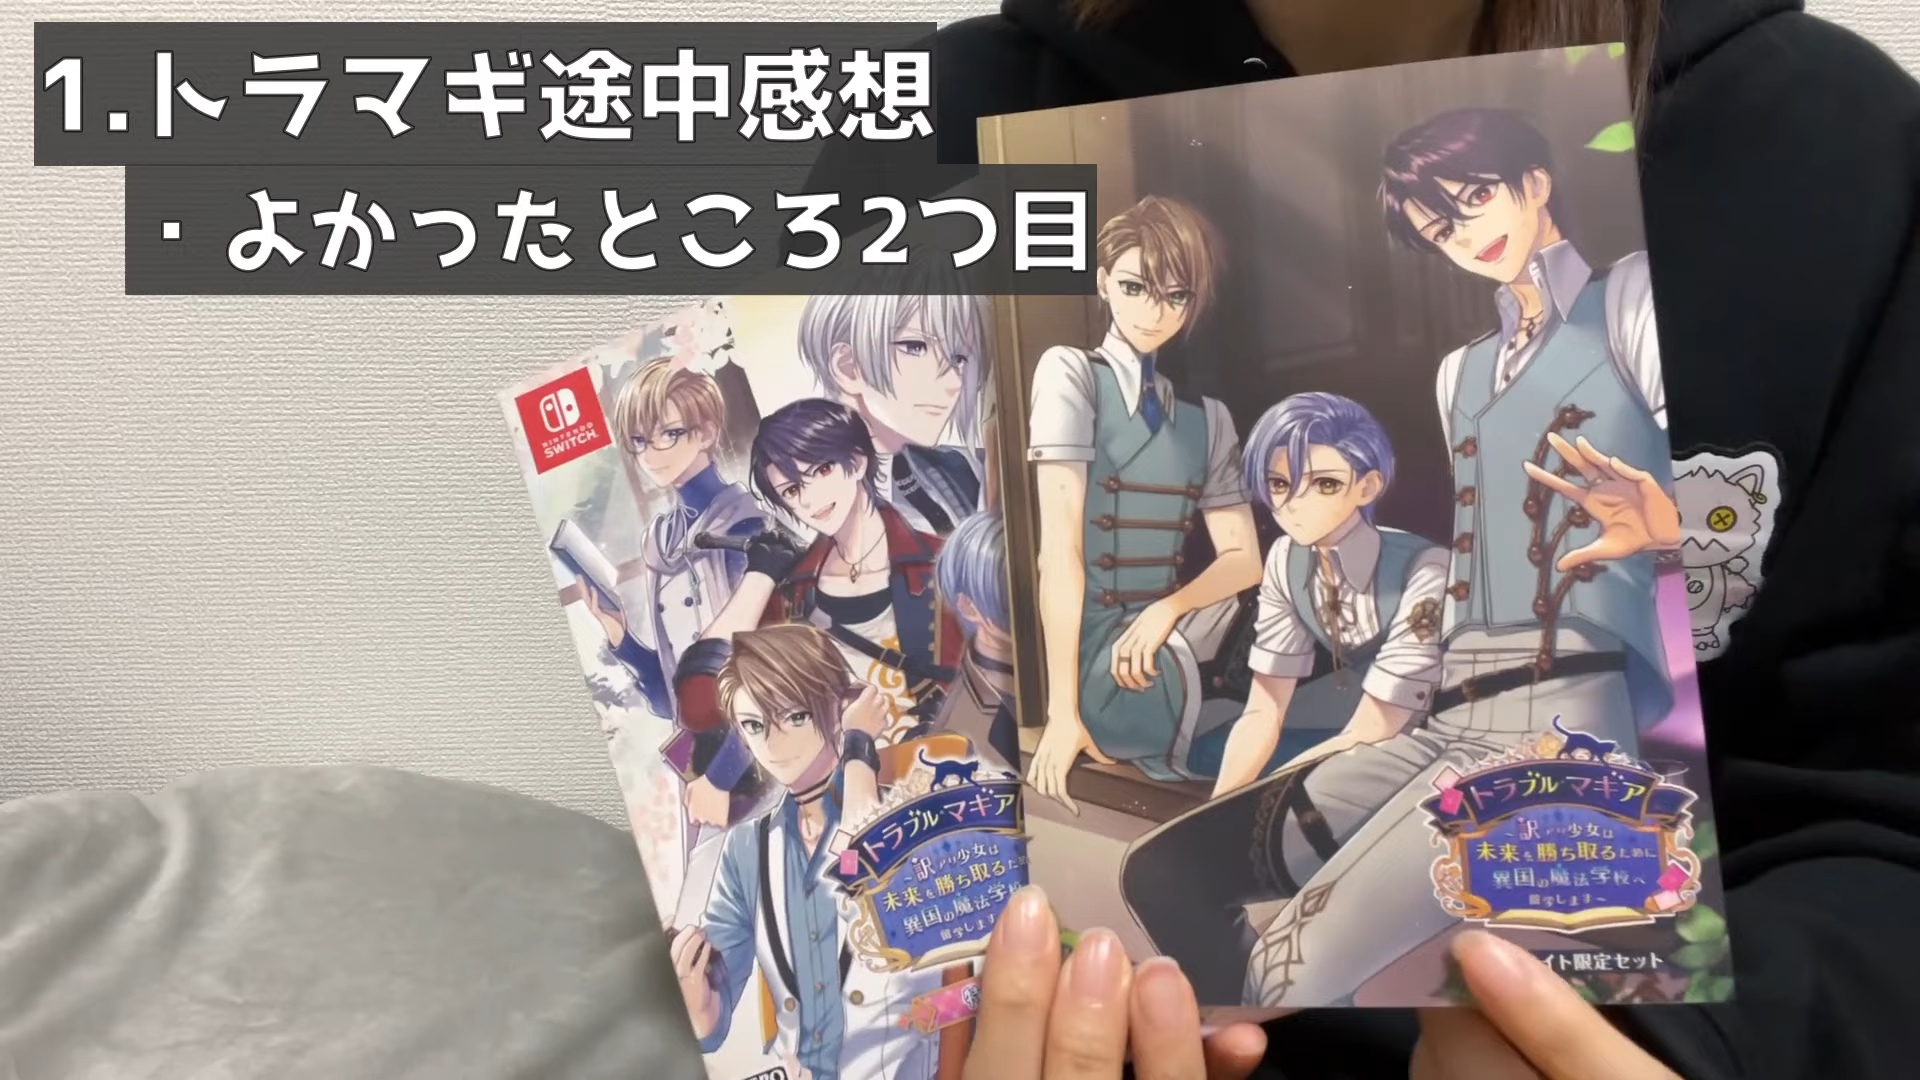 1.トラマギ途中感想
・よかったところ2つ目
NINTENDO
SWITCH
トラブル・マギア
～訳アリ少女は
未来を勝ち取るため
異国の魔法学校
留学します
トラブル・マギア
～訳アリ少女は
未来を勝ち取るために
異国の魔法学校へ
留学します～
イト限定セット